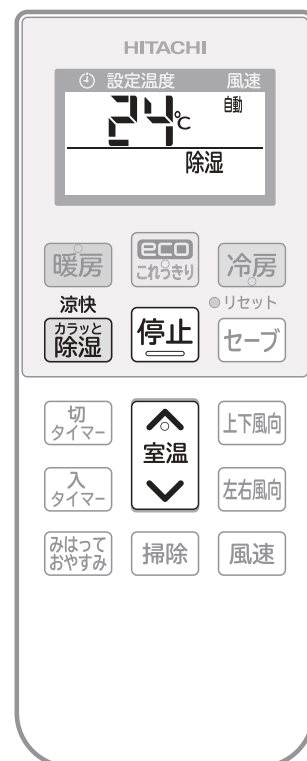 HITACHI
設定温度 風速
24℃ 自動
除湿
暖房 eco これっきり 冷房
涼快 リセット
カラッと 除湿 停止 セーブ
切 タイマー 上下風向
室温
入 タイマー 左右風向
みはって おやすみ 掃除 風速